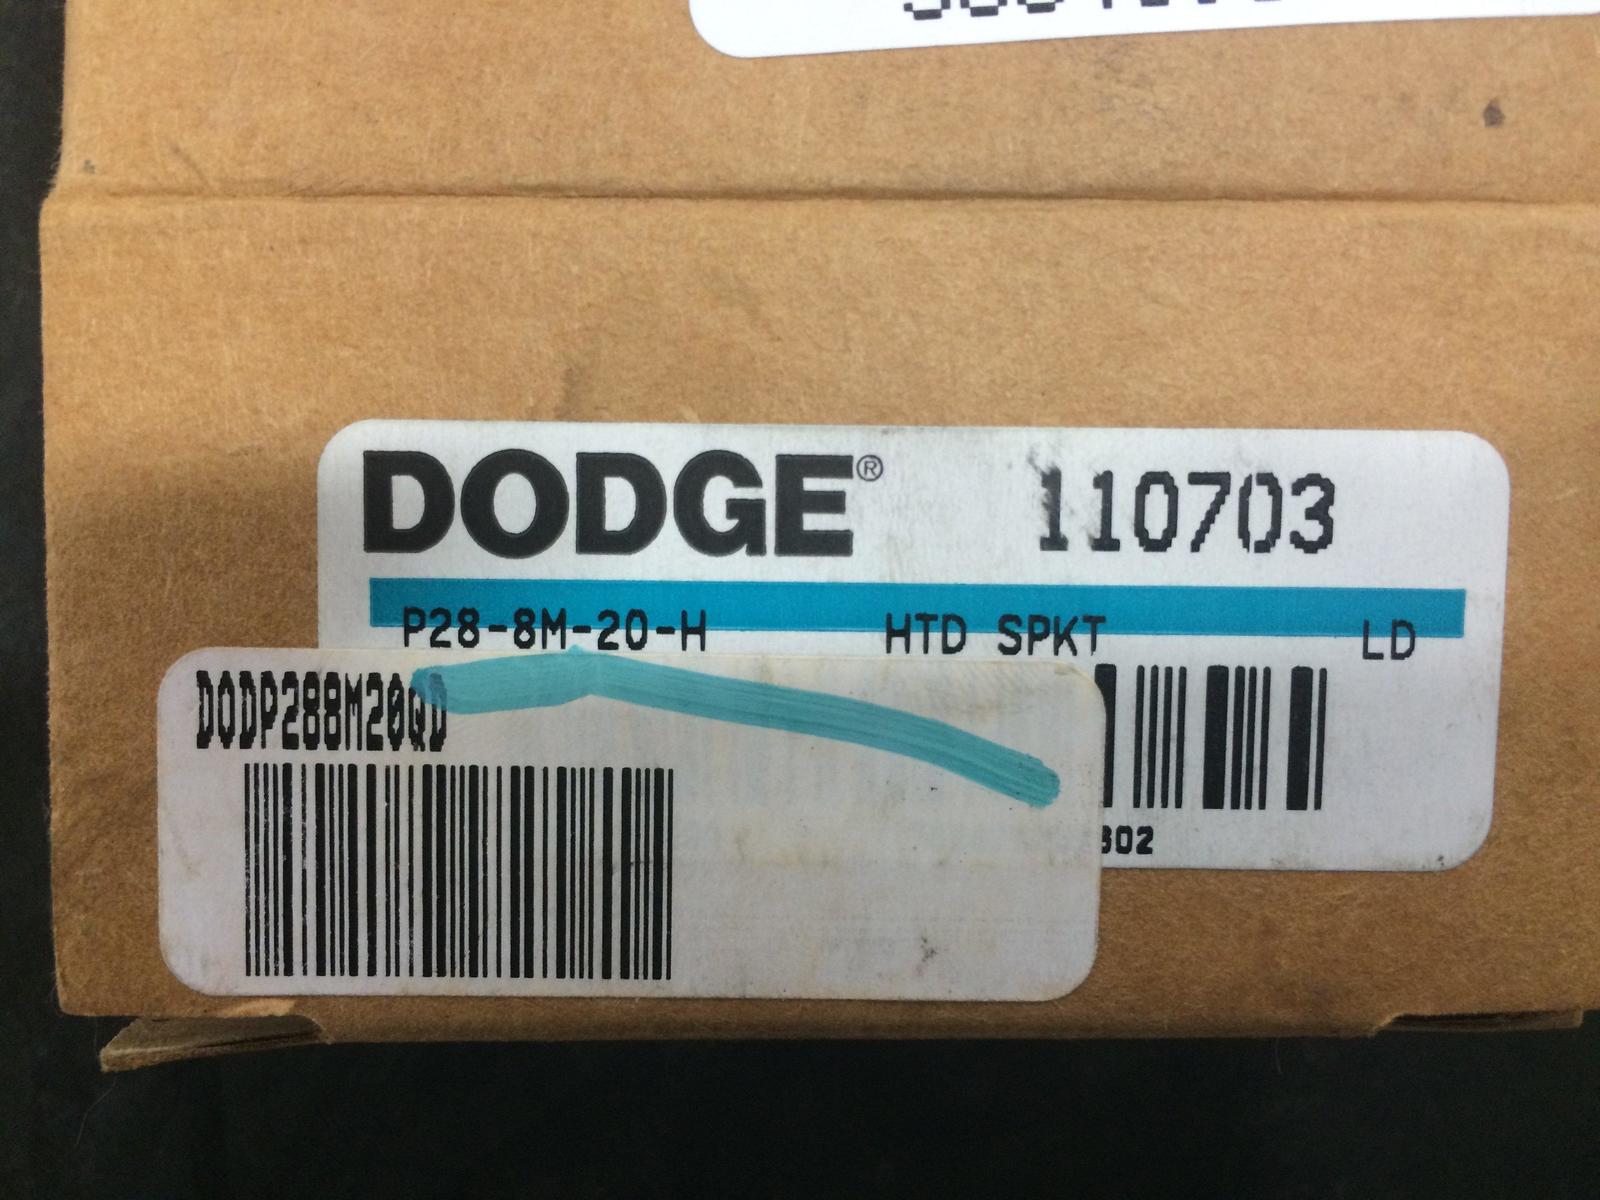 DODGE® 110703
P28-8M-20-H HTD SPKT LD
DODP288M20QD